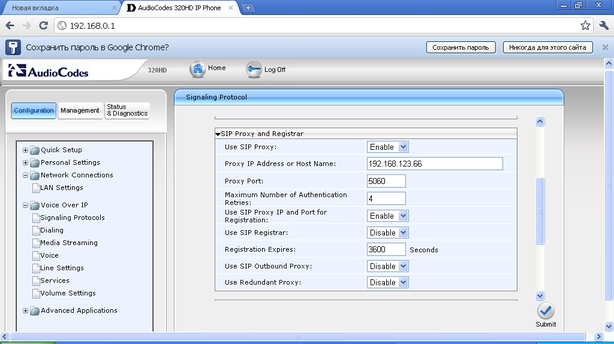 Новая вкладка
AudioCodes 320HD IP Phone
192.168.0.1
Сохранить пароль в Google Chrome?
Сохранить пароль
Никогда для этого сайта
AudioCodes
320HD
Home
Log Off
Configuration
Management
Status
& Diagnostics
Quick Setup
Personal Settings
Network Connections
LAN Settings
Voice Over IP
Signaling Protocols
Dialing
Media Streaming
Voice
Line Settings
Services
Volume Settings
Advanced Applications
Signaling Protocol
SIP Proxy and Registrar
Use SIP Proxy: Enable
Proxy IP Address or Host Name: 192.168.123.66
Proxy Port: 5060
Maximum Number of Authentication
Retries: 4
Use SIP Proxy IP and Port for
Registration: Enable
Use SIP Registrar: Disable
Registration Expires: 3600 Seconds
Use SIP Outbound Proxy: Disable
Use Redundant Proxy: Disable
Submit